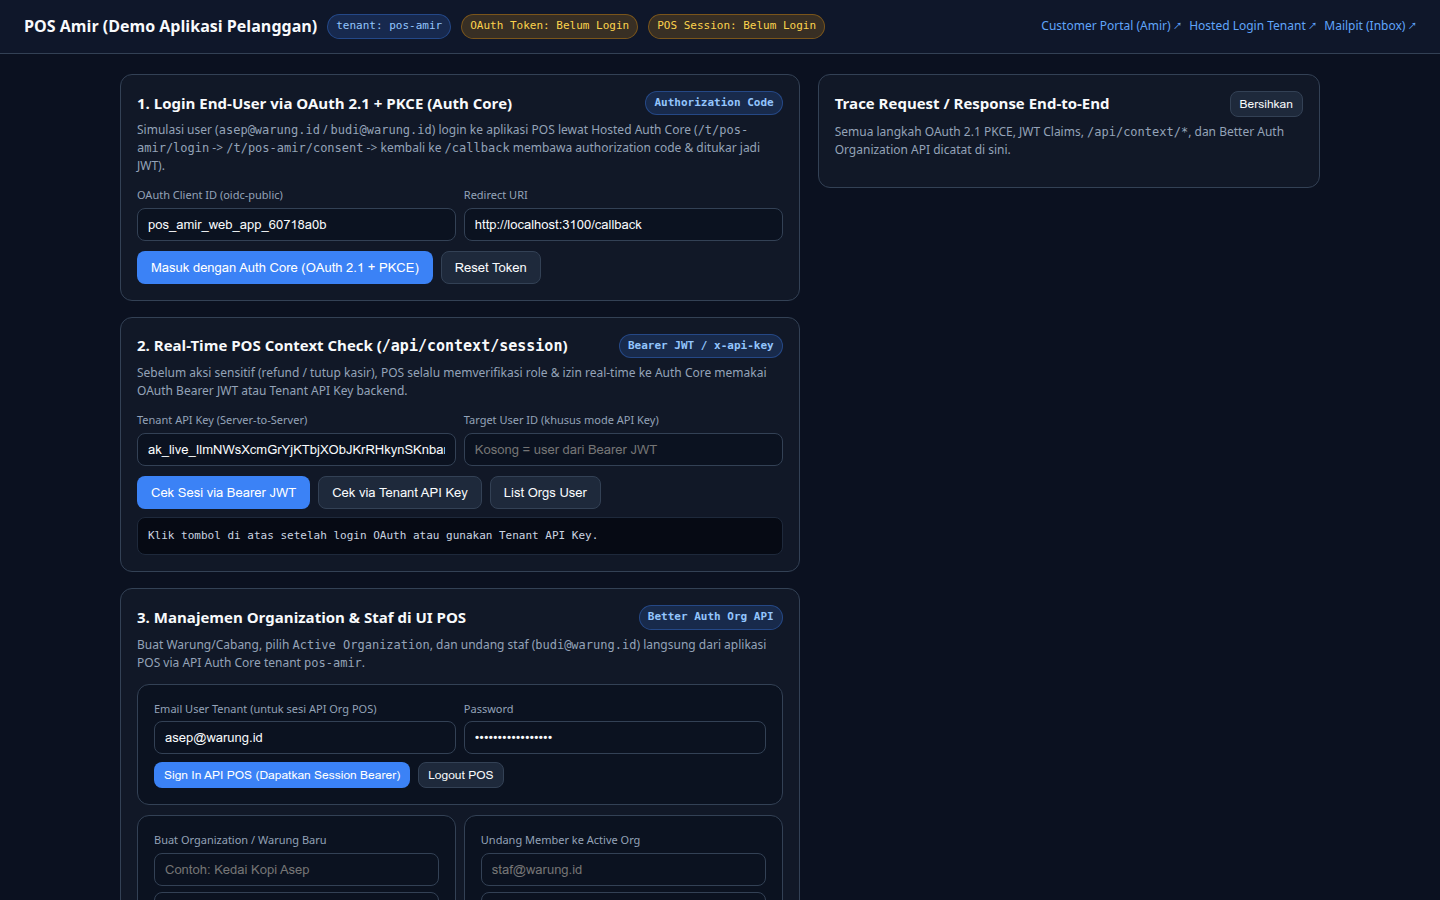 POS Amir (Demo Aplikasi Pelanggan)
tenant: pos-amir
OAuth Token: Belum Login
POS Session: Belum Login
Customer Portal (Amir) ↗
Hosted Login Tenant ↗
Mailpit (Inbox) ↗
1. Login End-User via OAuth 2.1 + PKCE (Auth Core)
Authorization Code
Simulasi user (asep@warung.id / budi@warung.id) login ke aplikasi POS lewat Hosted Auth Core (/t/pos-
amir/login -> /t/pos-amir/consent -> kembali ke /callback membawa authorization code & ditukar jadi
JWT).
OAuth Client ID (oidc-public)
Redirect URI
pos_amir_web_app_60718a0b
http://localhost:3100/callback
Masuk dengan Auth Core (OAuth 2.1 + PKCE)
Reset Token
2. Real-Time POS Context Check (/api/context/session)
Bearer JWT / x-api-key
Sebelum aksi sensitif (refund / tutup kasir), POS selalu memverifikasi role & izin real-time ke Auth Core memakai
OAuth Bearer JWT atau Tenant API Key backend.
Tenant API Key (Server-to-Server)
Target User ID (khusus mode API Key)
Kosong = user dari Bearer JWT
Cek Sesi via Bearer JWT
Cek via Tenant API Key
List Orgs User
Klik tombol di atas setelah login OAuth atau gunakan Tenant API Key.
3. Manajemen Organization & Staf di UI POS
Better Auth Org API
Buat Warung/Cabang, pilih Active Organization, dan undang staf (budi@warung.id) langsung dari aplikasi
POS via API Auth Core tenant pos-amir.
Email User Tenant (untuk sesi API Org POS)
Password
asep@warung.id
•••••••••••••••••
Sign In API POS (Dapatkan Session Bearer)
Logout POS
Buat Organization / Warung Baru
Contoh: Kedai Kopi Asep
Undang Member ke Active Org
staf@warung.id
Trace Request / Response End-to-End
Bersihkan
Semua langkah OAuth 2.1 PKCE, JWT Claims, /api/context/*, dan Better Auth
Organization API dicatat di sini.